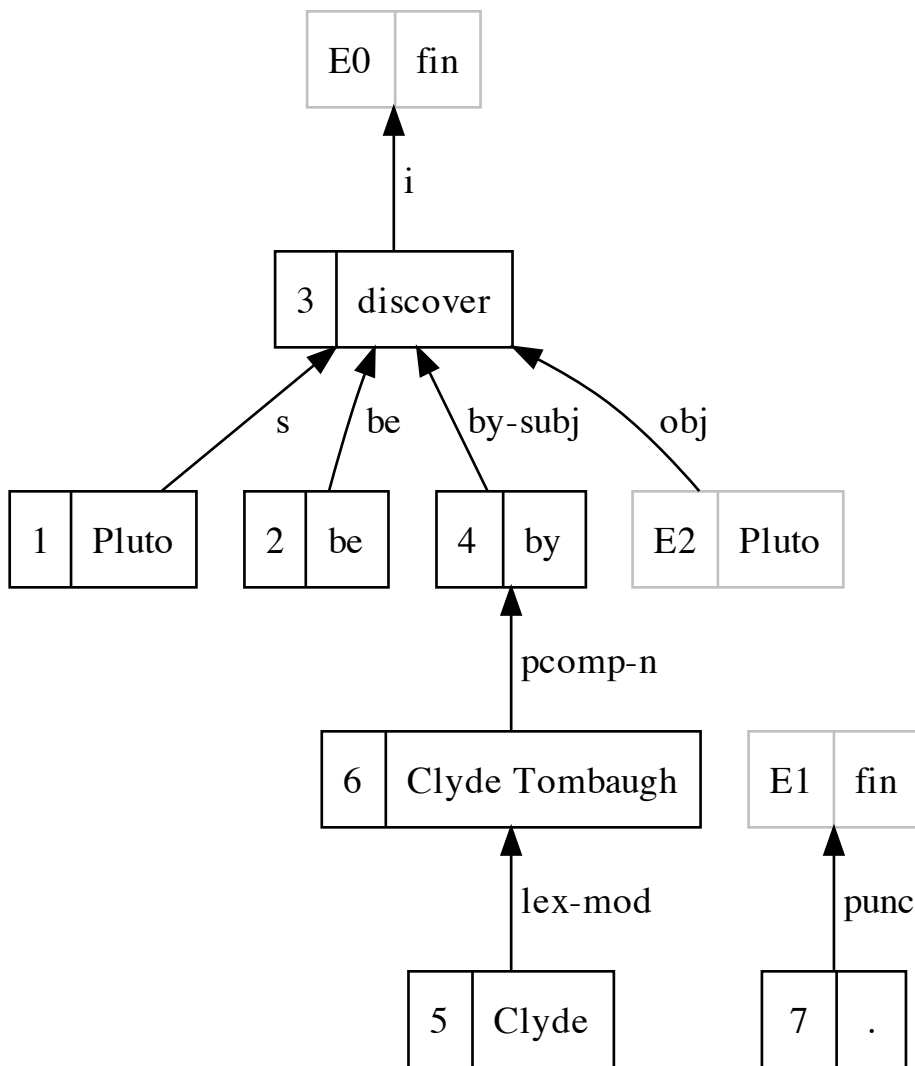 E0 fin
i
3 discover
s be by-subj obj
1 Pluto 2 be 4 by E2 Pluto
pcomp-n
6 Clyde Tombaugh E1 fin
lex-mod punc
5 Clyde 7 .